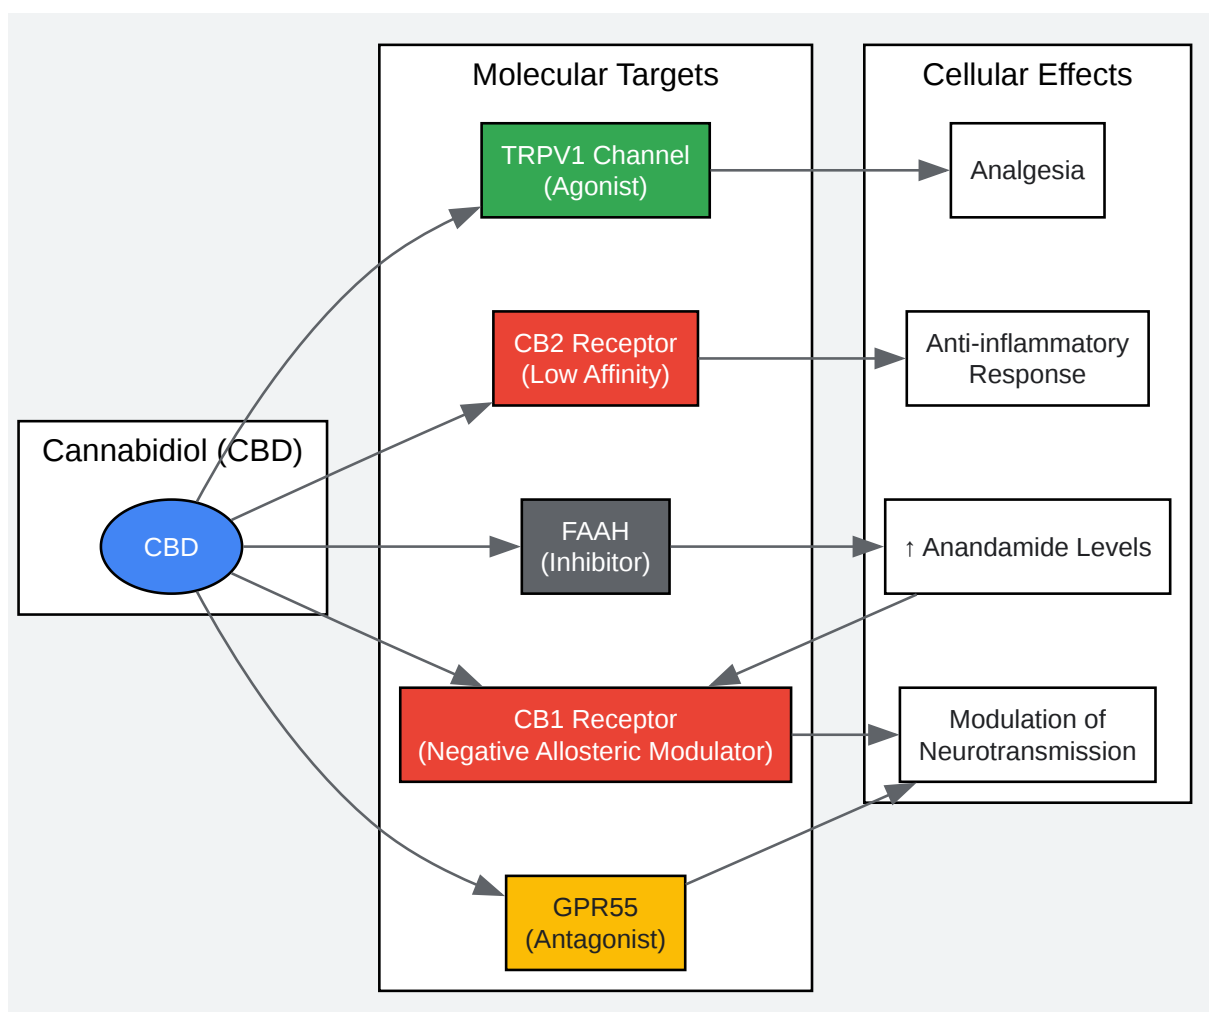 Molecular Targets
Cellular Effects
TRPV1 Channel
(Agonist)
Analgesia
CB2 Receptor
(Low Affinity)
Anti-inflammatory
Response
Cannabidiol (CBD)
CBD
FAAH
(Inhibitor)
↑ Anandamide Levels
CB1 Receptor
(Negative Allosteric Modulator)
Modulation of
Neurotransmission
GPR55
(Antagonist)